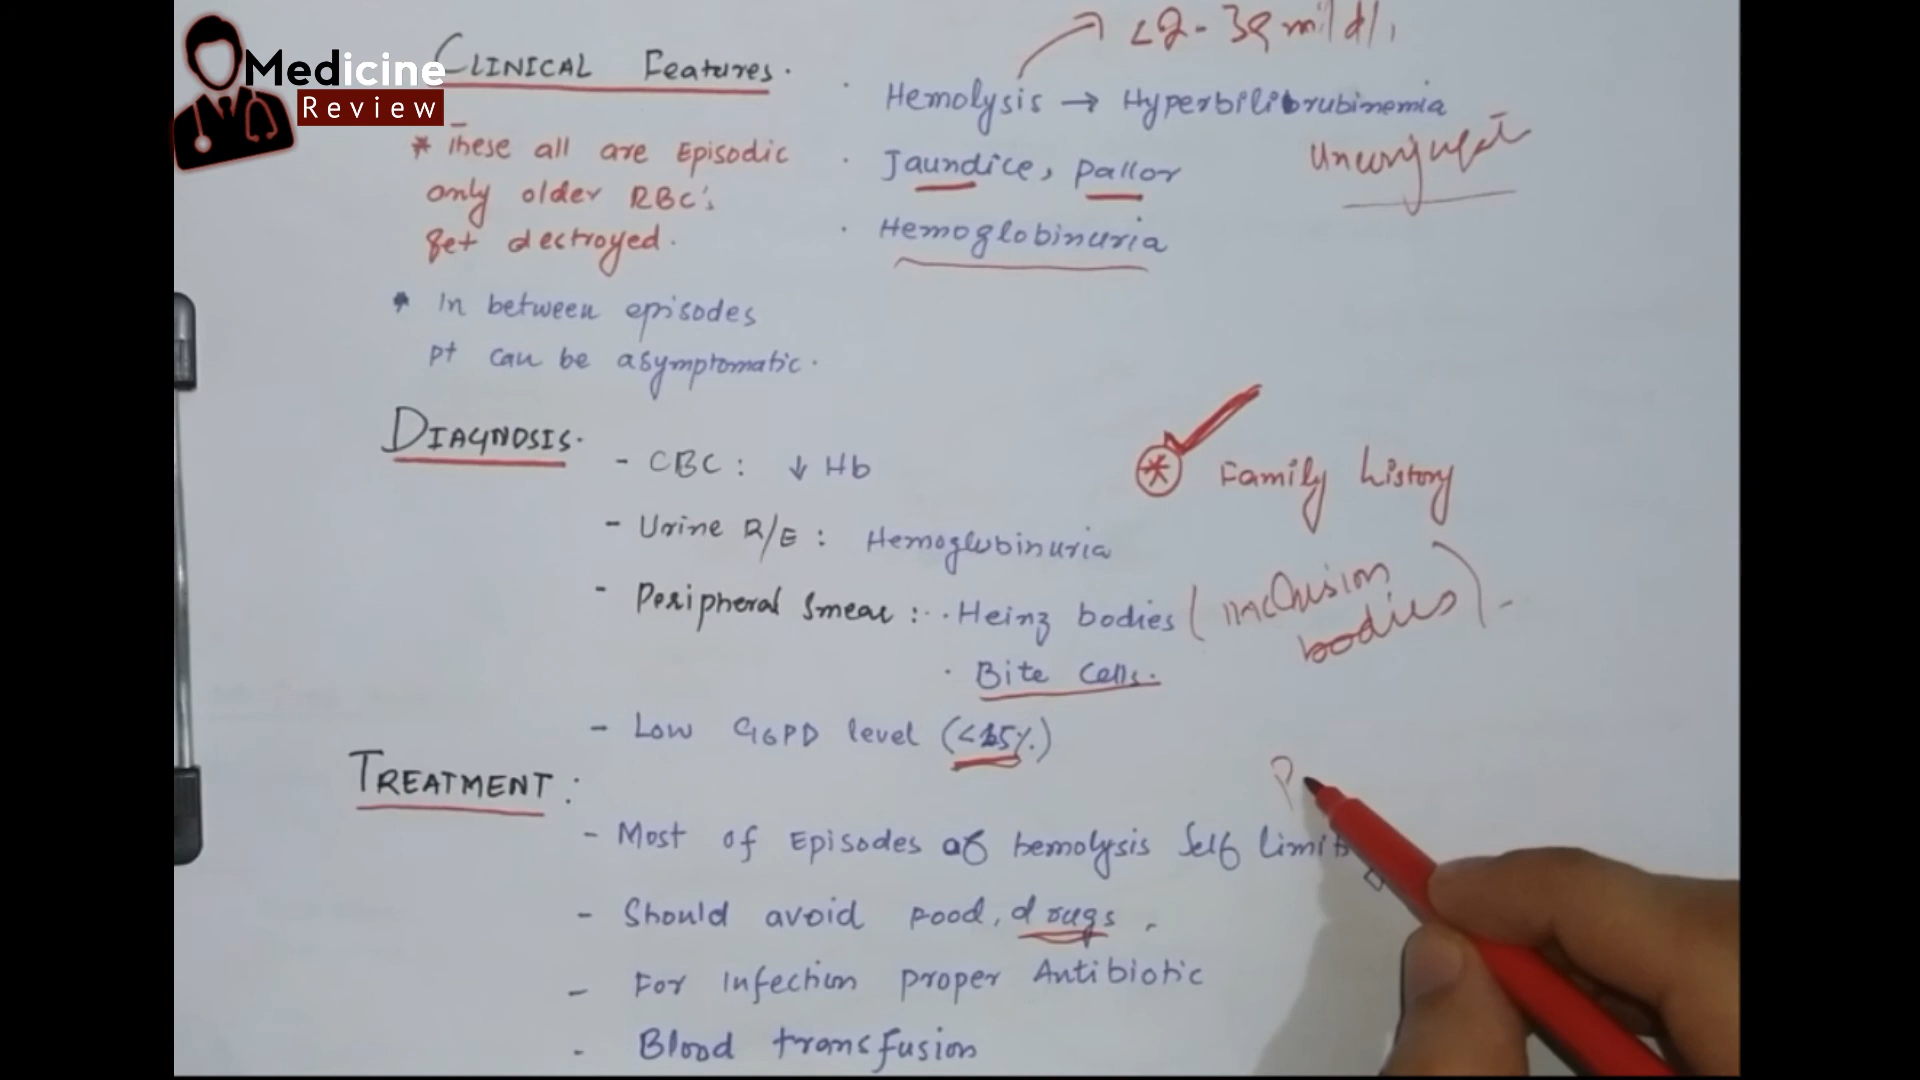 Medicine
Review
CLINICAL Features.
* These all are Episodic
only older RBC's
get destroyed.
* In between episodes
pt can be asymptomatic.
· Hemolysis → Hyperbilibrubinemia
· Jaundice, pallor
· Hemoglobinuria
DIAGNOSIS.
- CBC: ↓ Hb
- Urine R/E: Hemoglobinuria
- Peripheral Smear: · Heinz bodies (inclusion
bodies).
· Bite Cells.
- Low G6PD level (<15%)
* Family history
TREATMENT:
- Most of Episodes of hemolysis Self limit
- Should avoid food, drugs.
- For Infection proper Antibiotic
- Blood transfusion
P